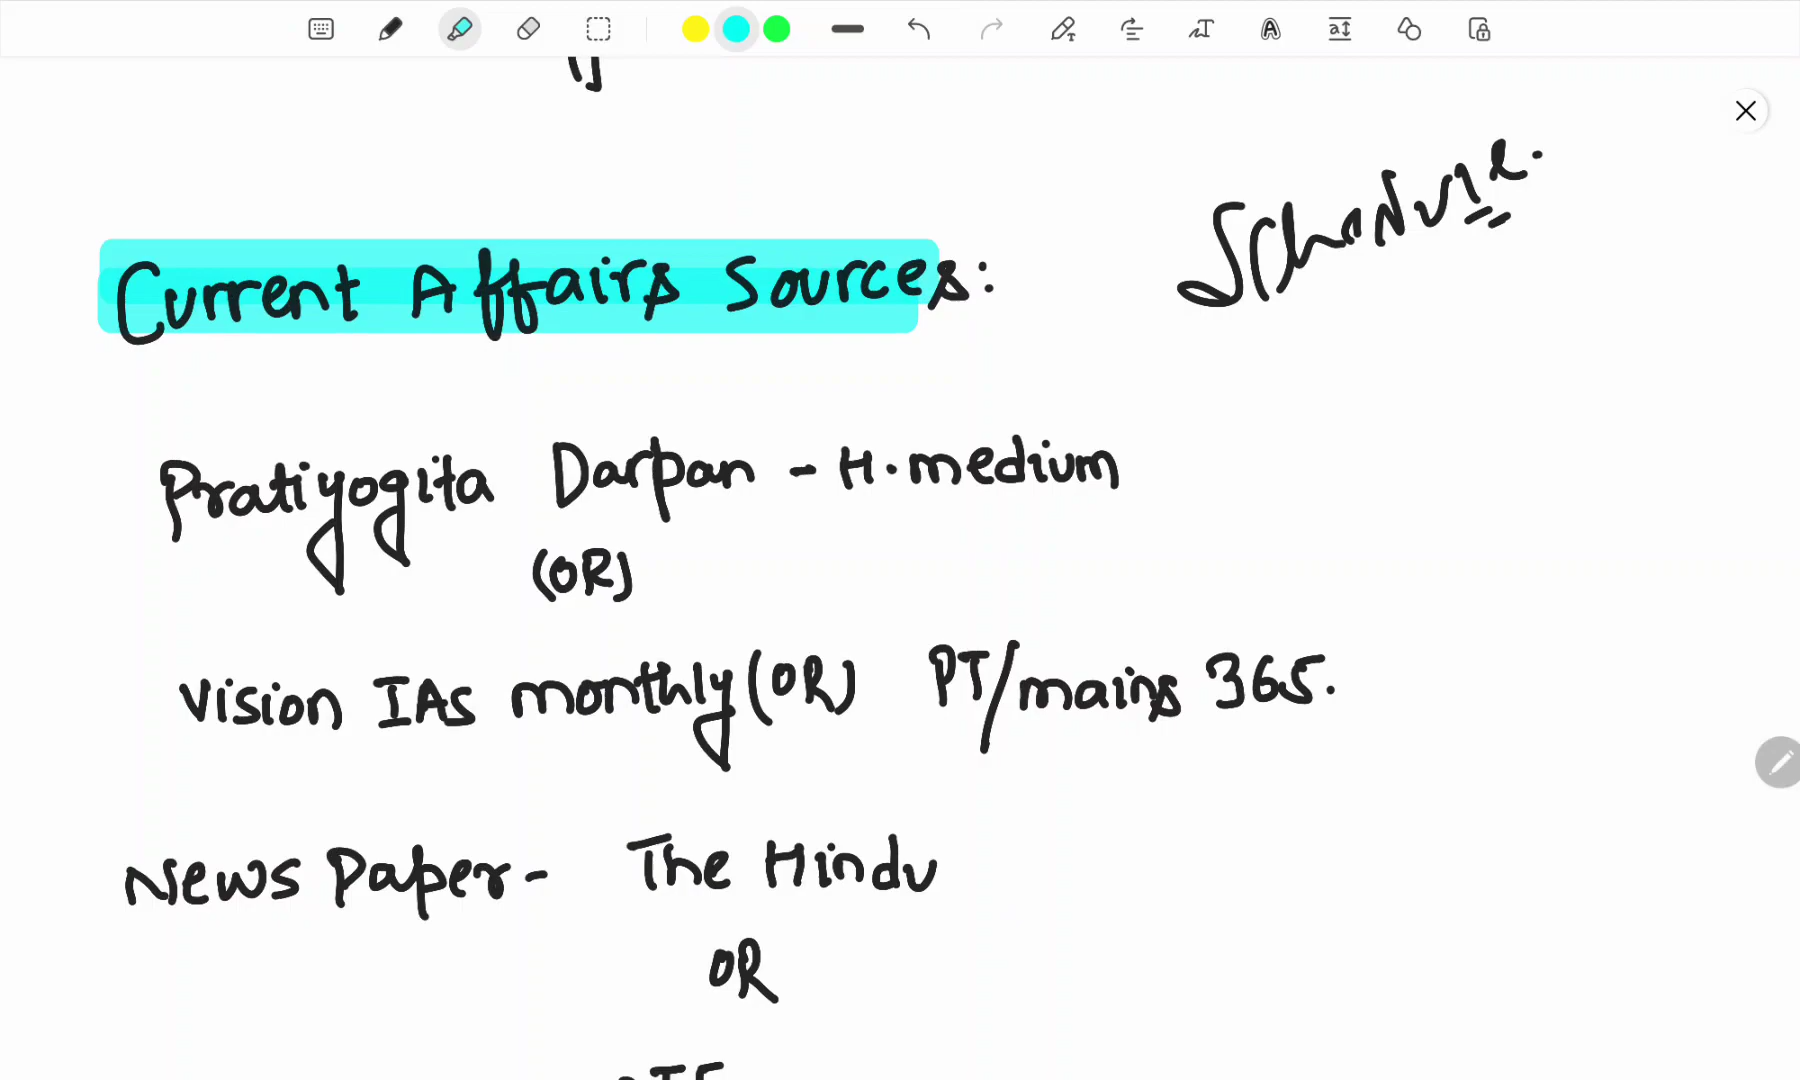 Schedule.
Current Affairs Sources:
Pratiyogita Darpan - H. medium
(OR)
Vision IAS monthly (OR) PT/mains 365.
News Paper - The Hindu
OR